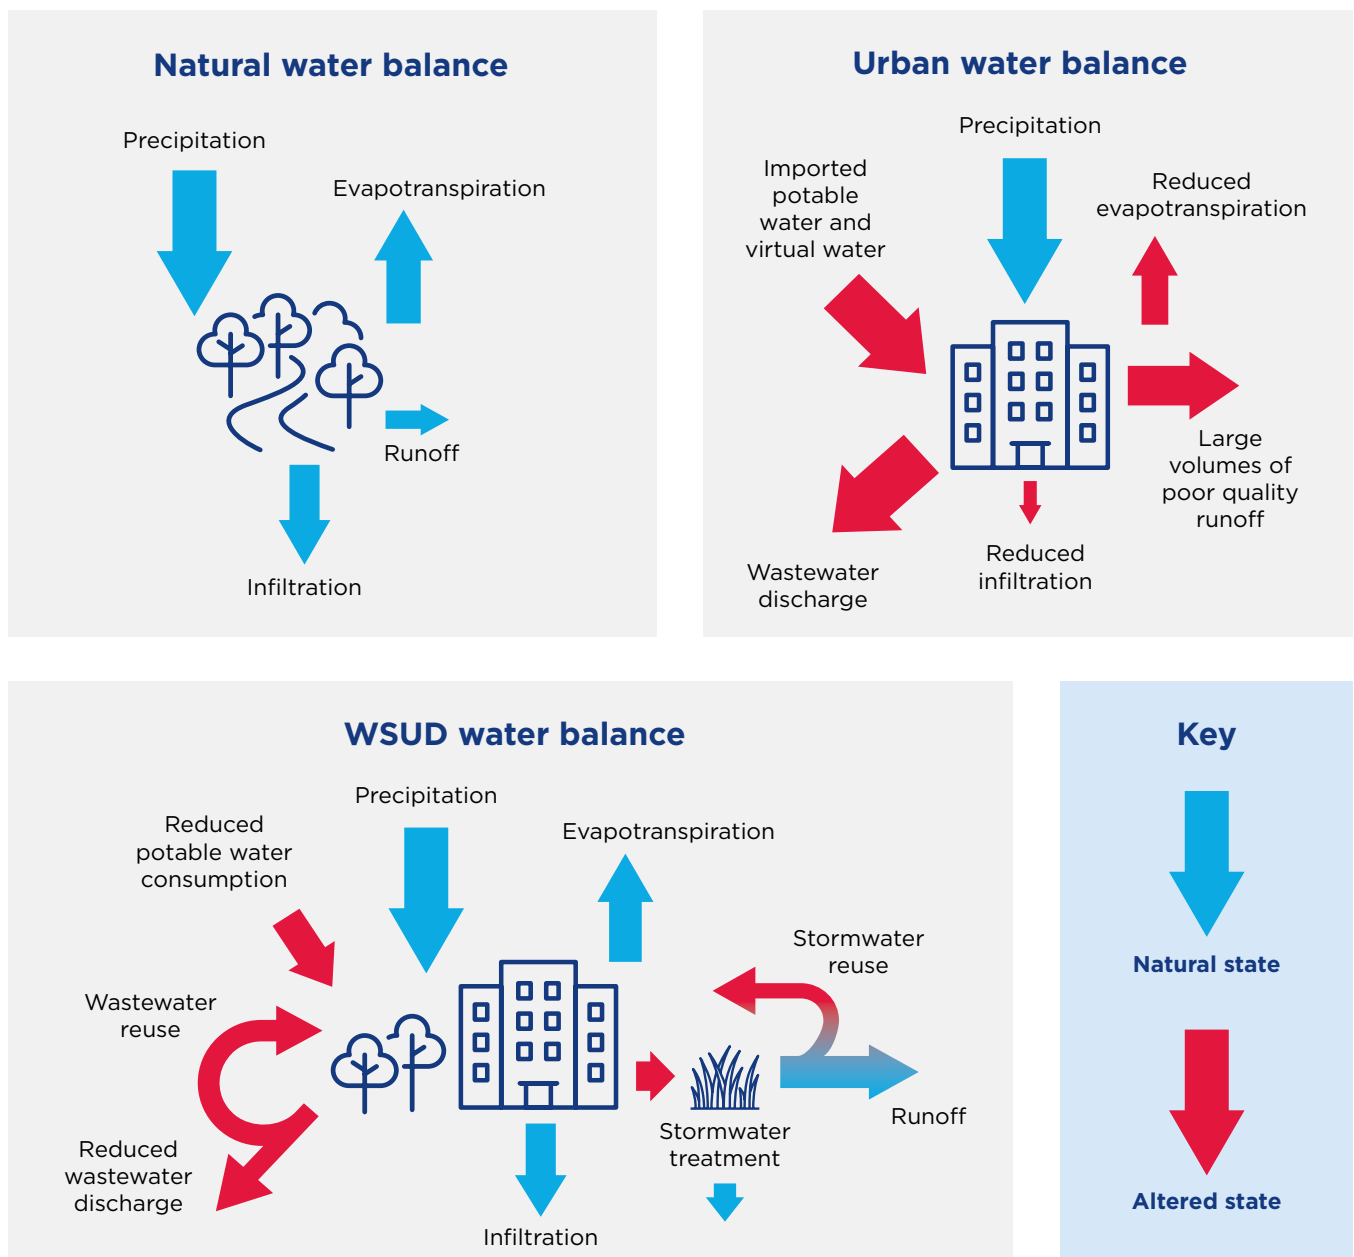 Natural water balance
Precipitation
Evapotranspiration
Runoff
Infiltration
Urban water balance
Precipitation
Imported
potable
water and
virtual water
Reduced
evapotranspiration
Large
volumes of
poor quality
runoff
Reduced
infiltration
Wastewater
discharge
WSUD water balance
Precipitation
Reduced
potable water
consumption
Evapotranspiration
Stormwater
reuse
Wastewater
reuse
Runoff
Stormwater
treatment
Reduced
wastewater
discharge
Infiltration
Key
Natural state
Altered state